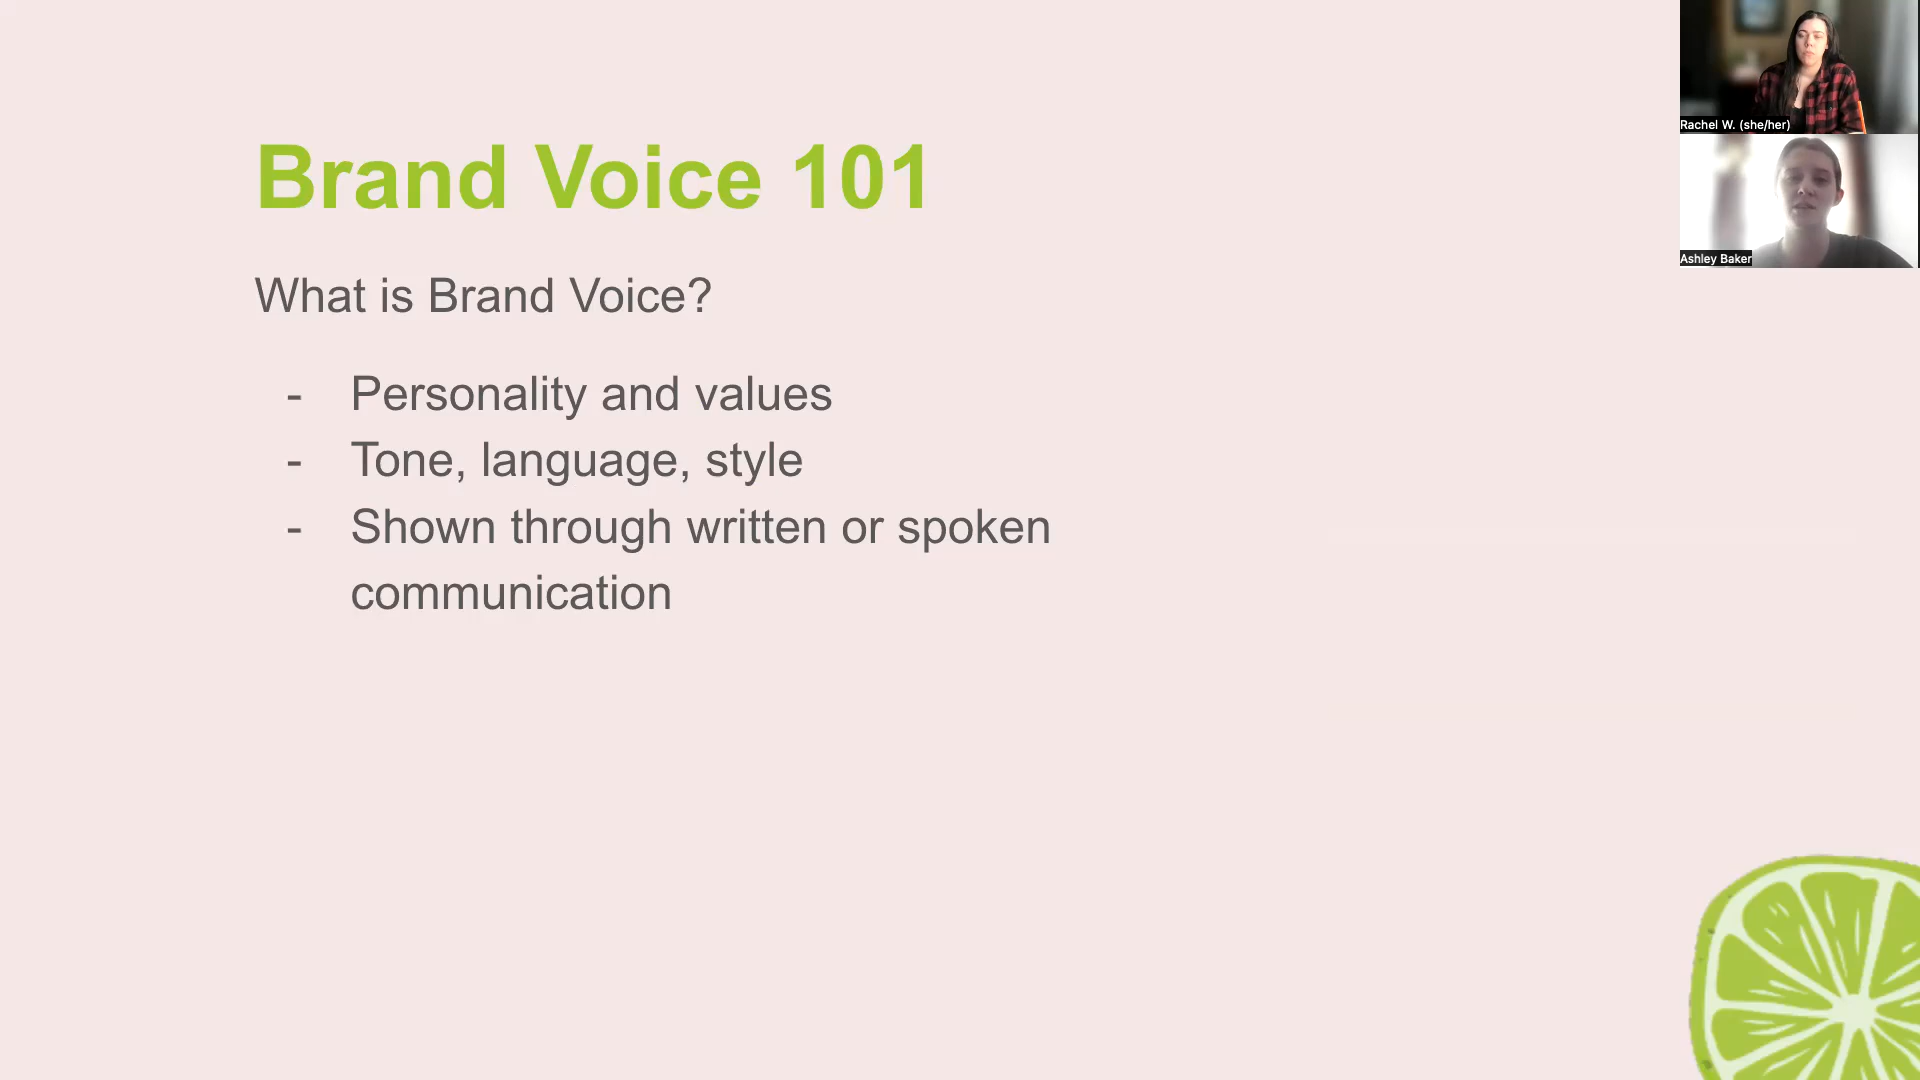 Brand Voice 101
What is Brand Voice?
- Personality and values
- Tone, language, style
- Shown through written or spoken
communication
Rachel W. (she/her)
Ashley Baker